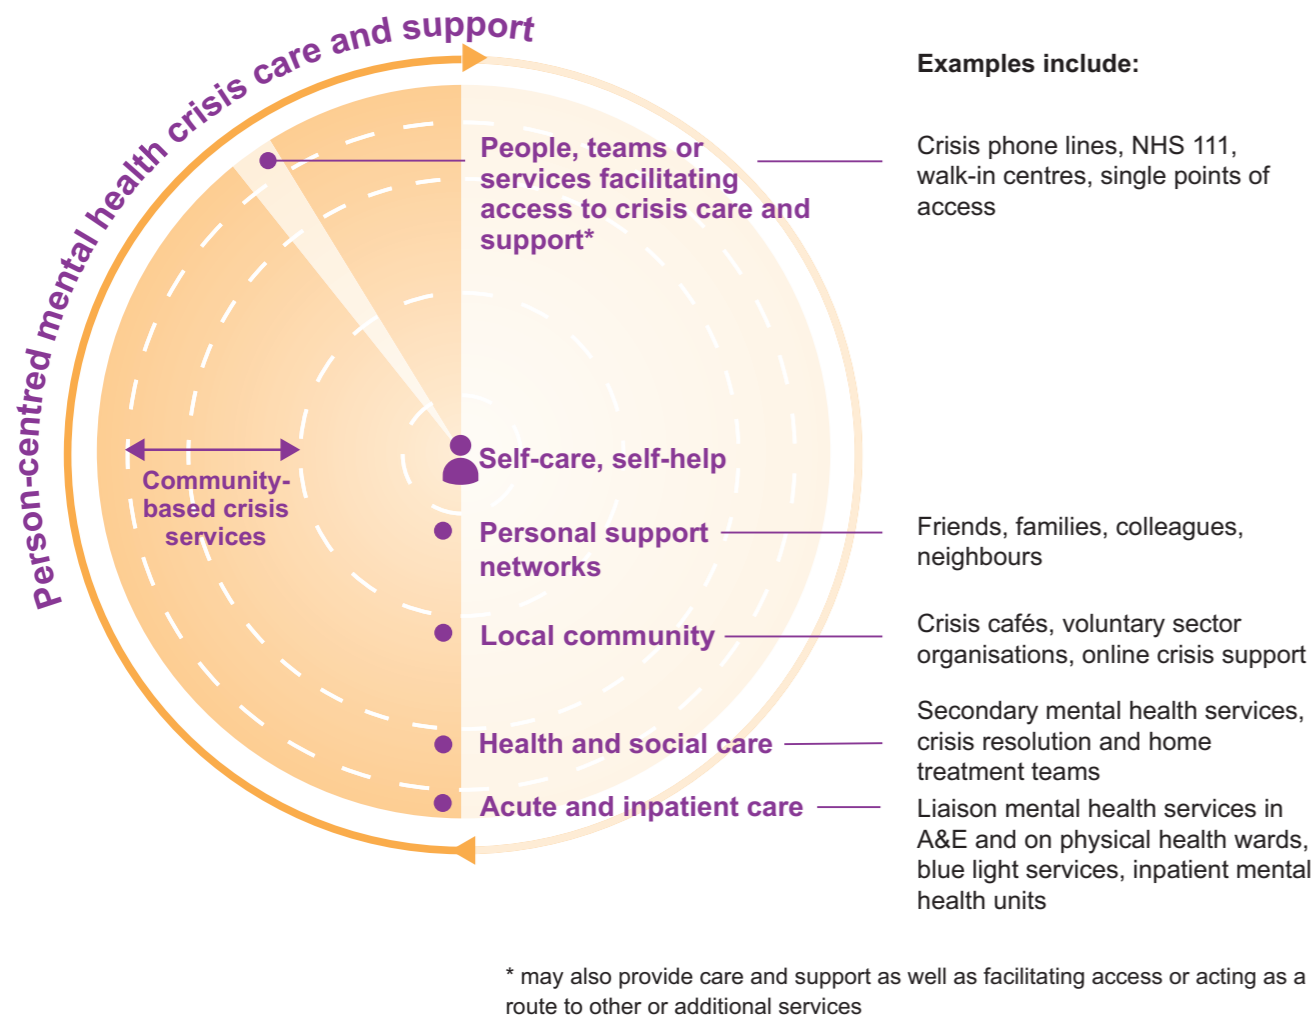 Person-centred mental health crisis care and support
Examples include:
People, teams or
services facilitating
access to crisis care and
support*
Crisis phone lines, NHS 111,
walk-in centres, single points of
access
Community-
based crisis
services
Self-care, self-help
Personal support
networks
Friends, families, colleagues,
neighbours
Local community
Crisis cafés, voluntary sector
organisations, online crisis support
Health and social care
Secondary mental health services,
crisis resolution and home
treatment teams
Acute and inpatient care
Liaison mental health services in
A&E and on physical health wards,
blue light services, inpatient mental
health units
* may also provide care and support as well as facilitating access or acting as a
route to other or additional services